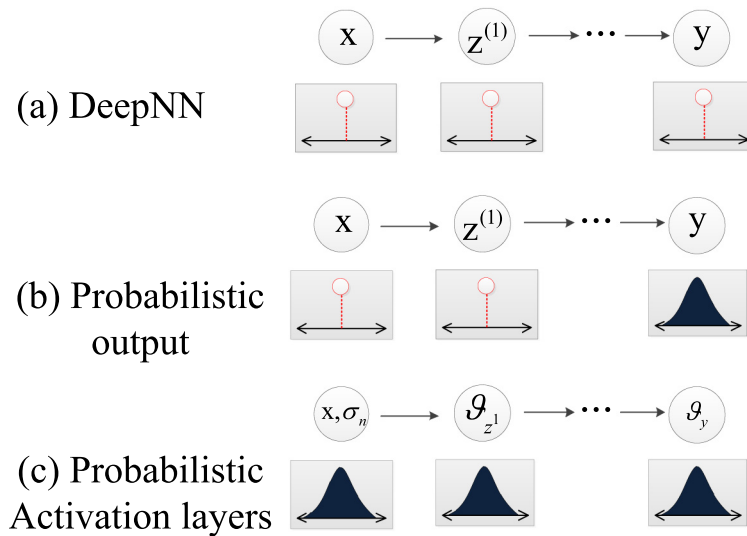 x z(1) ... y
(a) DeepNN
x z(1) ... y
(b) Probabilistic
output
x,σn ϑz1 ... ϑy
(c) Probabilistic
Activation layers